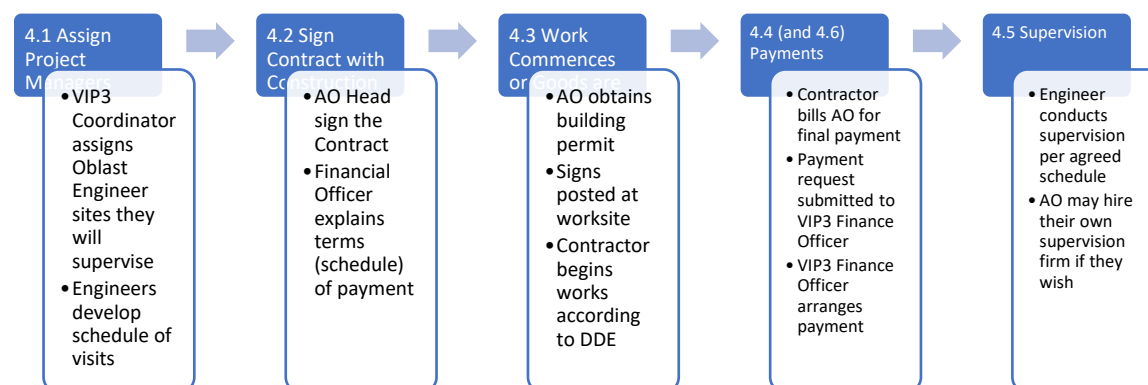 4.1 Assign
Project
Managers
•VIP3
Coordinator
assigns
Oblast
Engineer
sites they
will
supervise
•Engineers
develop
schedule of
visits
4.2 Sign
Contract with
Construction
•AO Head
sign the
Contract
•Financial
Officer
explains
terms
(schedule)
of payment
4.3 Work
Commences
or Goods are
•AO obtains
building
permit
•Signs
posted at
worksite
•Contractor
begins
works
according
to DDE
4.4 (and 4.6)
Payments
•Contractor
bills AO for
final payment
•Payment
request
submitted to
VIP3 Finance
Officer
•VIP3 Finance
Officer
arranges
payment
4.5 Supervision
•Engineer
conducts
supervision
per agreed
schedule
•AO may hire
their own
supervision
firm if they
wish